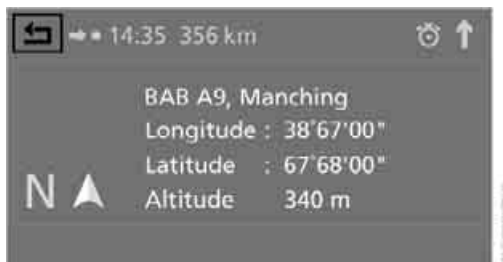 14:35 356 km
BAB A9, Manching
Longitude : 38°67'00"
Latitude : 67°68'00"
N Altitude 340 m